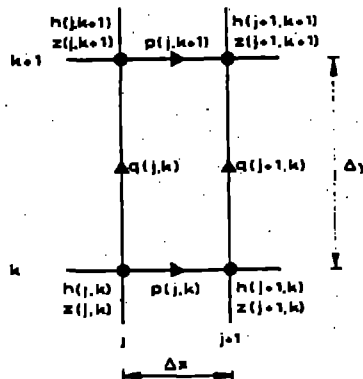 h(j,k+1) h(j+1,k+1)
z(j,k+1) p(j,k+1) z(j+1,k+1)
k+1
q(j,k) q(j+1,k) Δy
k
h(j,k) p(j,k) h(j+1,k)
z(j,k) z(j+1,k)
j j+1
Δx